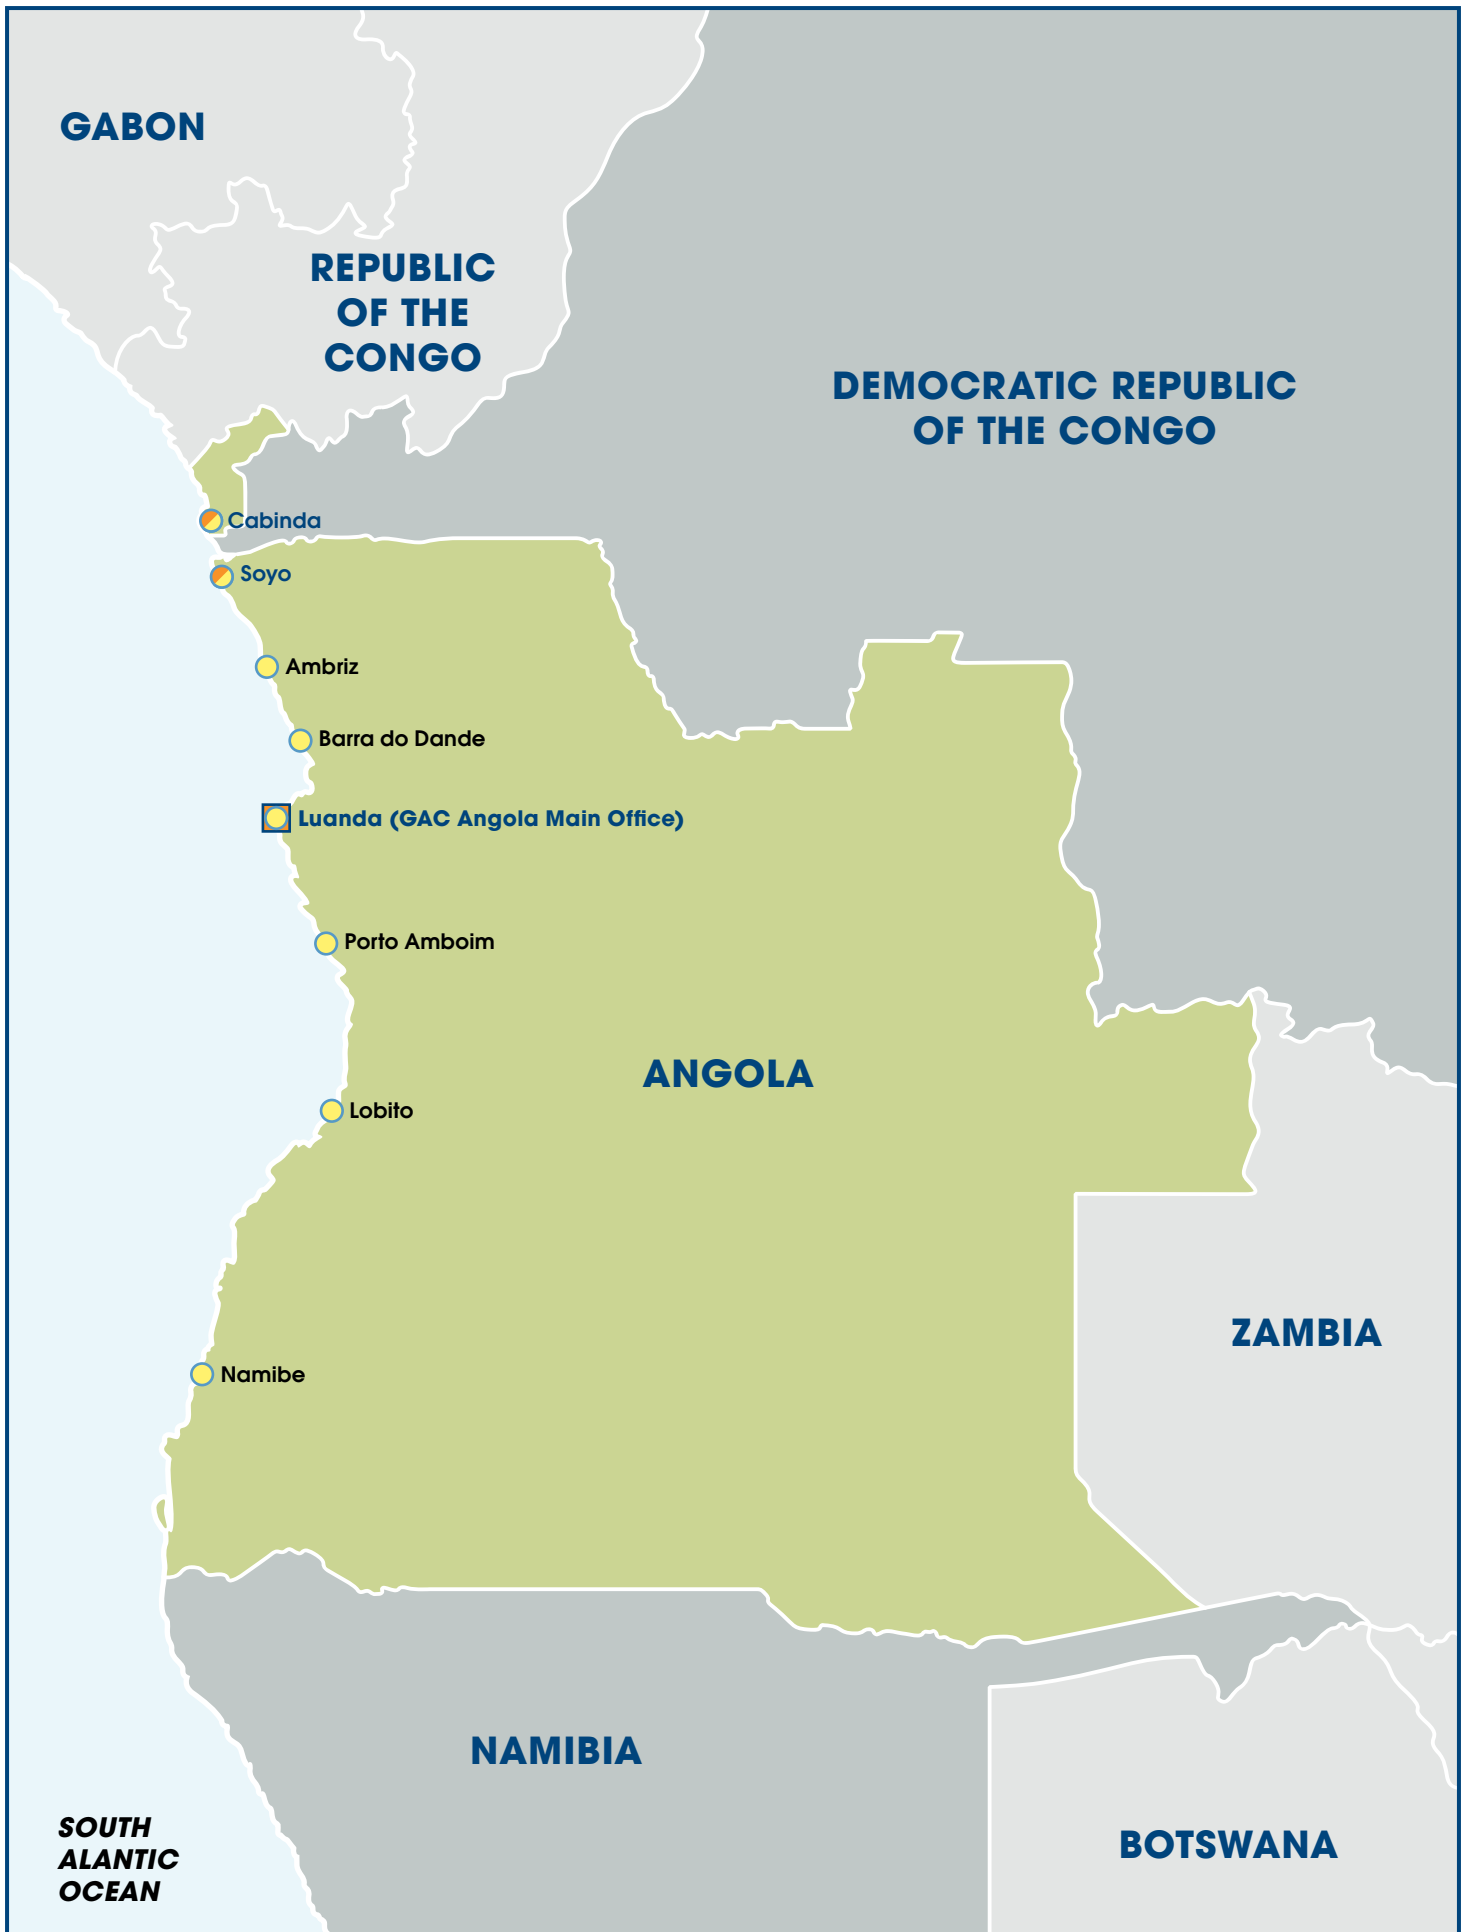 GABON
REPUBLIC
OF THE
CONGO
DEMOCRATIC REPUBLIC
OF THE CONGO
Cabinda
Soyo
Ambriz
Barra do Dande
Luanda (GAC Angola Main Office)
Porto Amboim
ANGOLA
Lobito
ZAMBIA
Namibe
NAMIBIA
BOTSWANA
SOUTH
ALANTIC
OCEAN